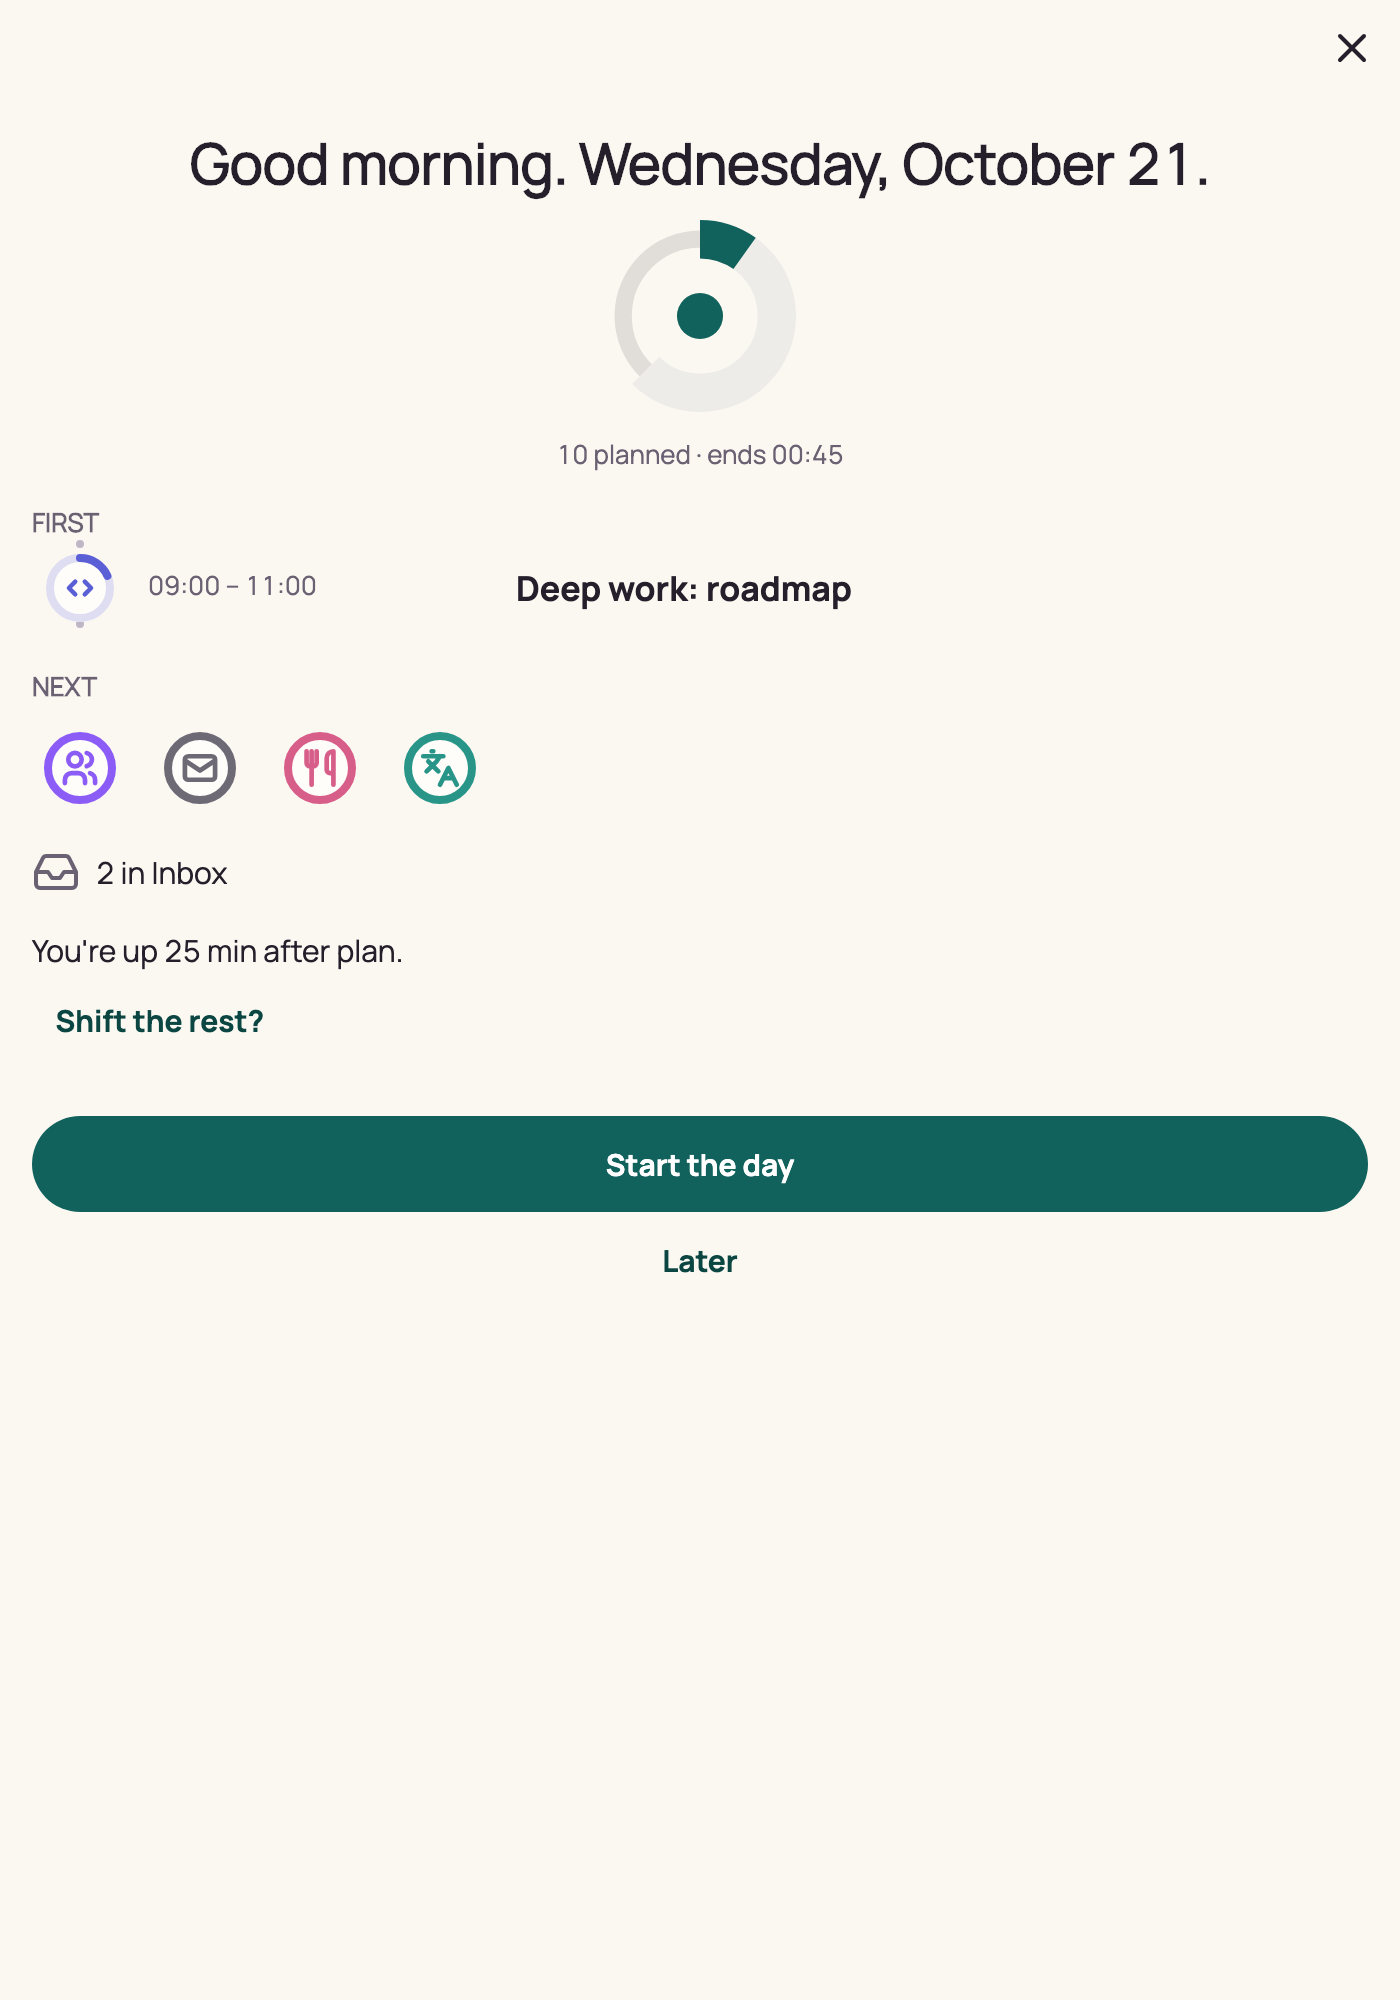 Good morning. Wednesday, October 21.
10 planned · ends 00:45
FIRST
09:00 – 11:00 Deep work: roadmap
NEXT
2 in Inbox
You're up 25 min after plan.
Shift the rest?
Start the day
Later